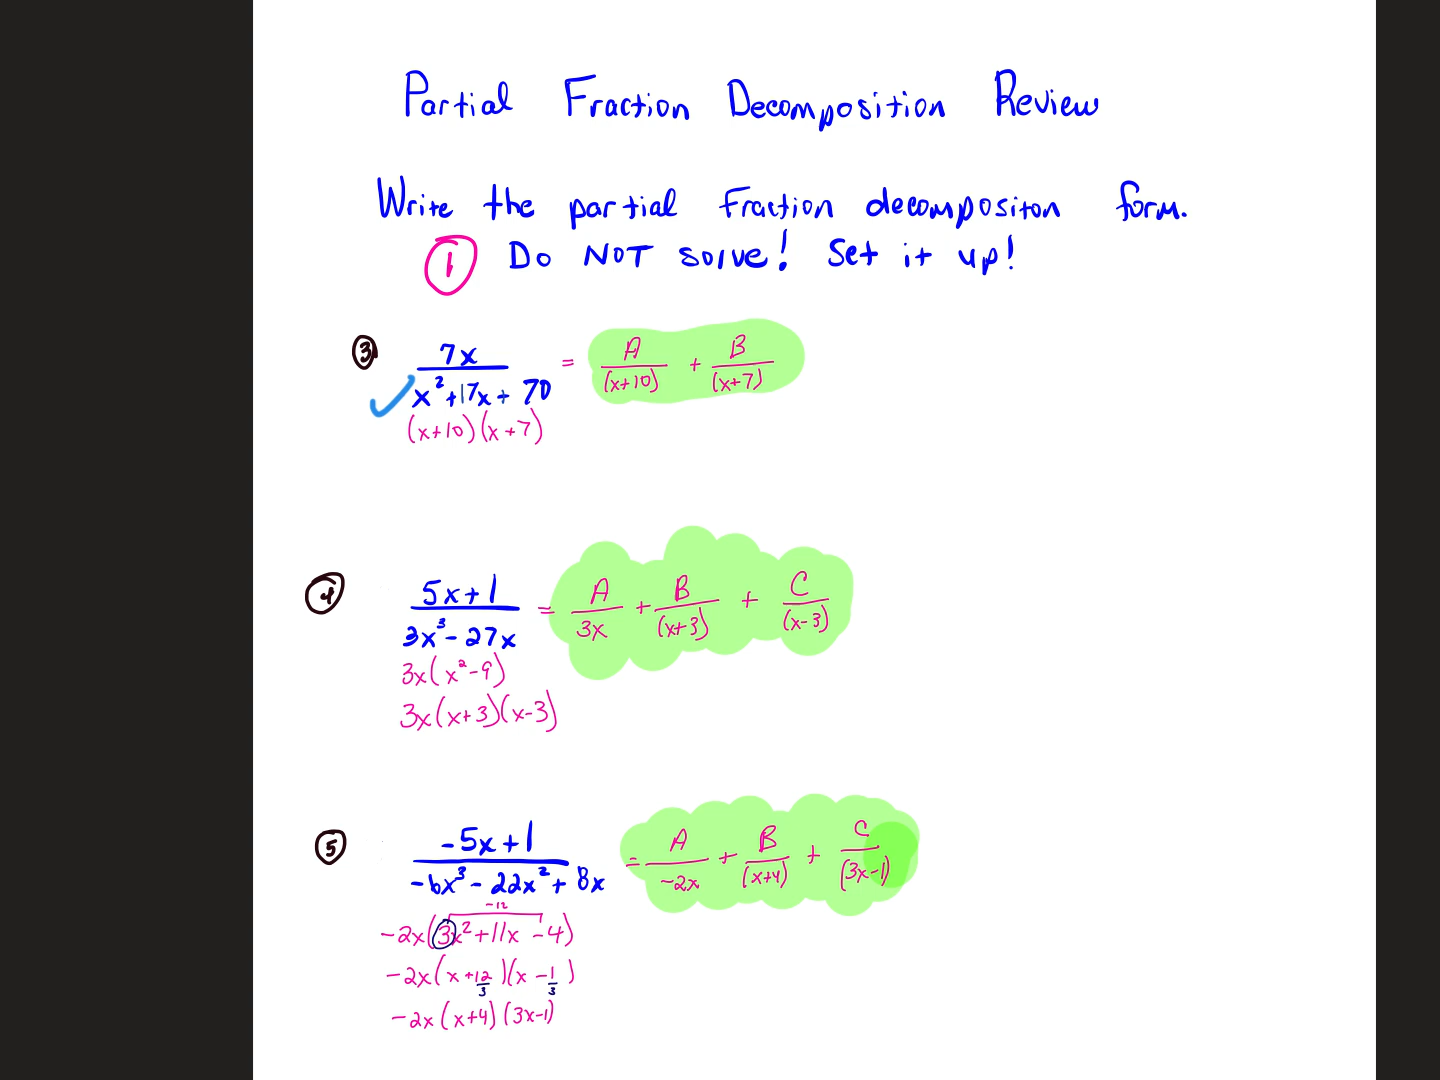 Partial Fraction Decomposition Review
Write the partial fraction decompositon form.
① Do NOT solve! Set it up!
③ 7x / x²+17x+70 = A/(x+10) + B/(x+7)
(x+10)(x+7)
④ 5x+1 / 3x³-27x = A/3x + B/(x+3) + C/(x-3)
3x(x²-9)
3x(x+3)(x-3)
⑤ -5x+1 / -6x³-22x²+8x = A/-2x + B/(x+4) + C/(3x-1)
-12
-2x(3x²+11x-4)
-2x(x+12/3)(x-1/3)
-2x(x+4)(3x-1)